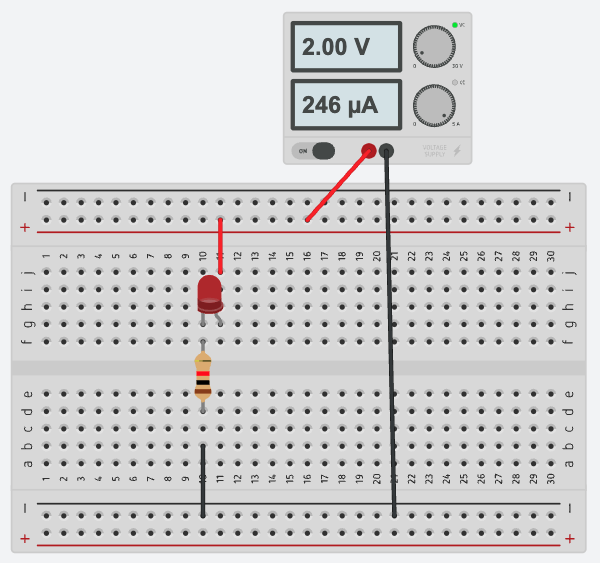 2.00 V
VC
0 30 V
246 µA
cC
0 5 A
ON
VOLTAGE
SUPPLY
− −
+ +
1 2 3 4 5 6 7 8 9 10 11 12 13 14 15 16 17 18 19 20 21 22 23 24 25 26 27 28 29 30
j j
i i
h h
g g
f f
e e
d d
c c
b b
a a
1 2 3 4 5 6 7 8 9 10 11 12 13 14 15 16 17 18 19 20 21 22 23 24 25 26 27 28 29 30
− −
+ +